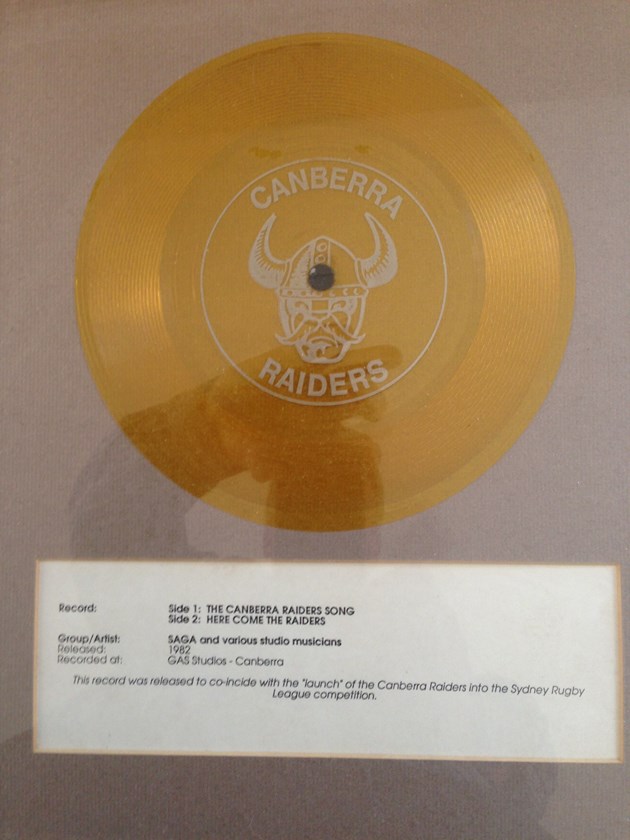 CANBERRA
RAIDERS
Record: Side 1: THE CANBERRA RAIDERS SONG
Side 2: HERE COME THE RAIDERS
Group/Artist: SAGA and various studio musicians
Released: 1982
Recorded at: GAS Studios - Canberra
This record was released to co-incide with the "launch" of the Canberra Raiders into the Sydney Rugby
League competition.